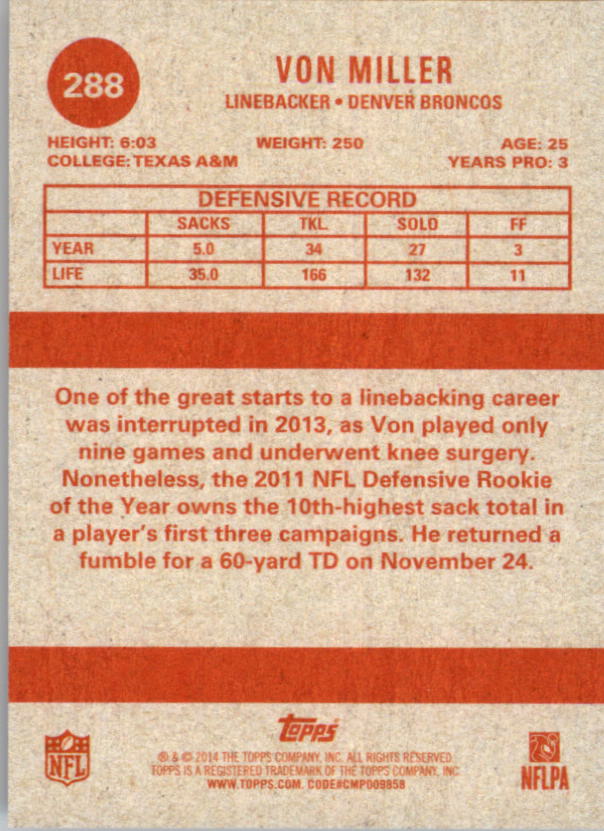 288
VON MILLER
LINEBACKER • DENVER BRONCOS
HEIGHT: 6:03 WEIGHT: 250 AGE: 25
COLLEGE: TEXAS A&M YEARS PRO: 3
DEFENSIVE RECORD
SACKS TKL. SOLO FF
YEAR 5.0 34 27 3
LIFE 35.0 166 132 11
One of the great starts to a linebacking career
was interrupted in 2013, as Von played only
nine games and underwent knee surgery.
Nonetheless, the 2011 NFL Defensive Rookie
of the Year owns the 10th-highest sack total in
a player's first three campaigns. He returned a
fumble for a 60-yard TD on November 24.
NFL
Topps
® & © 2014 THE TOPPS COMPANY, INC. ALL RIGHTS RESERVED
TOPPS IS A REGISTERED TRADEMARK OF THE TOPPS COMPANY, INC
WWW.TOPPS.COM. CODE#CMP009858
NFLPA